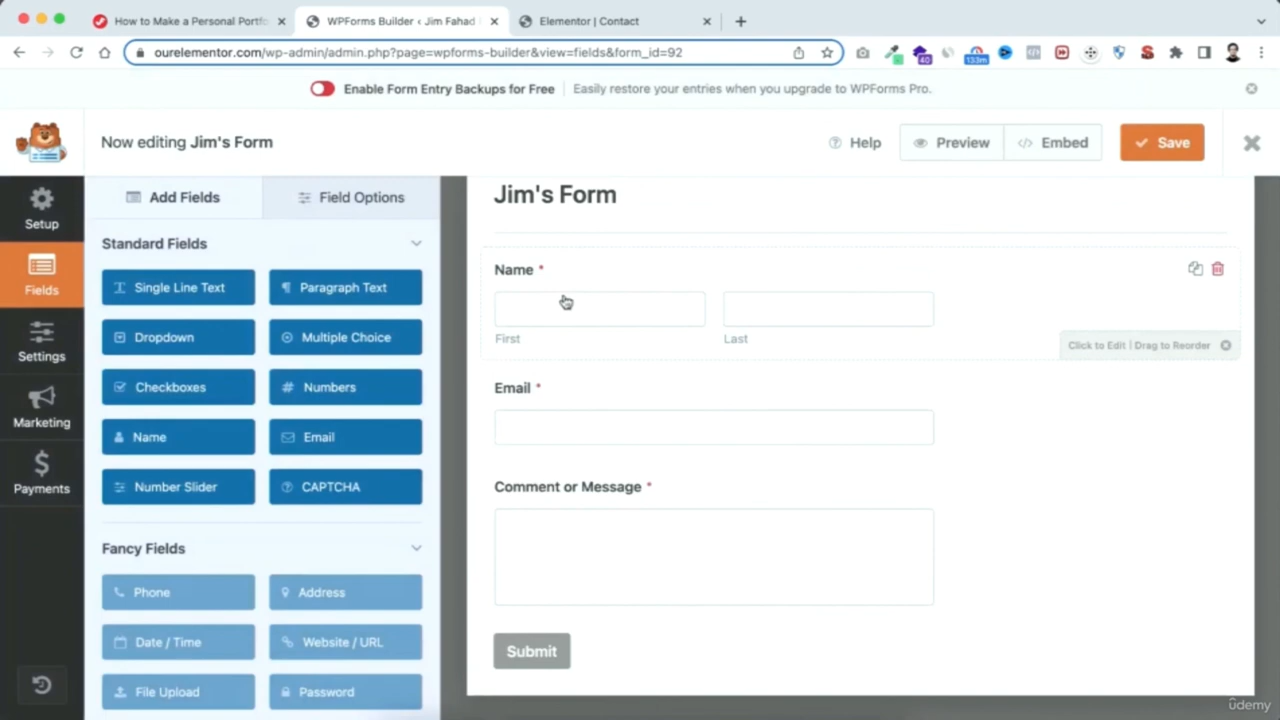 How to Make a Personal Portfo
WPForms Builder ‹ Jim Fahad
Elementor | Contact
ourelementor.com/wp-admin/admin.php?page=wpforms-builder&view=fields&form_id=92
40
133m
Enable Form Entry Backups for Free
Easily restore your entries when you upgrade to WPForms Pro.
Now editing Jim's Form
Help
Preview
Embed
Save
Setup
Fields
Settings
Marketing
Payments
Add Fields
Field Options
Standard Fields
Single Line Text
Paragraph Text
Dropdown
Multiple Choice
Checkboxes
Numbers
Name
Email
Number Slider
CAPTCHA
Fancy Fields
Phone
Address
Date / Time
Website / URL
File Upload
Password
Jim's Form
Name *
First
Last
Click to Edit | Drag to Reorder
Email *
Comment or Message *
Submit
ûdemy